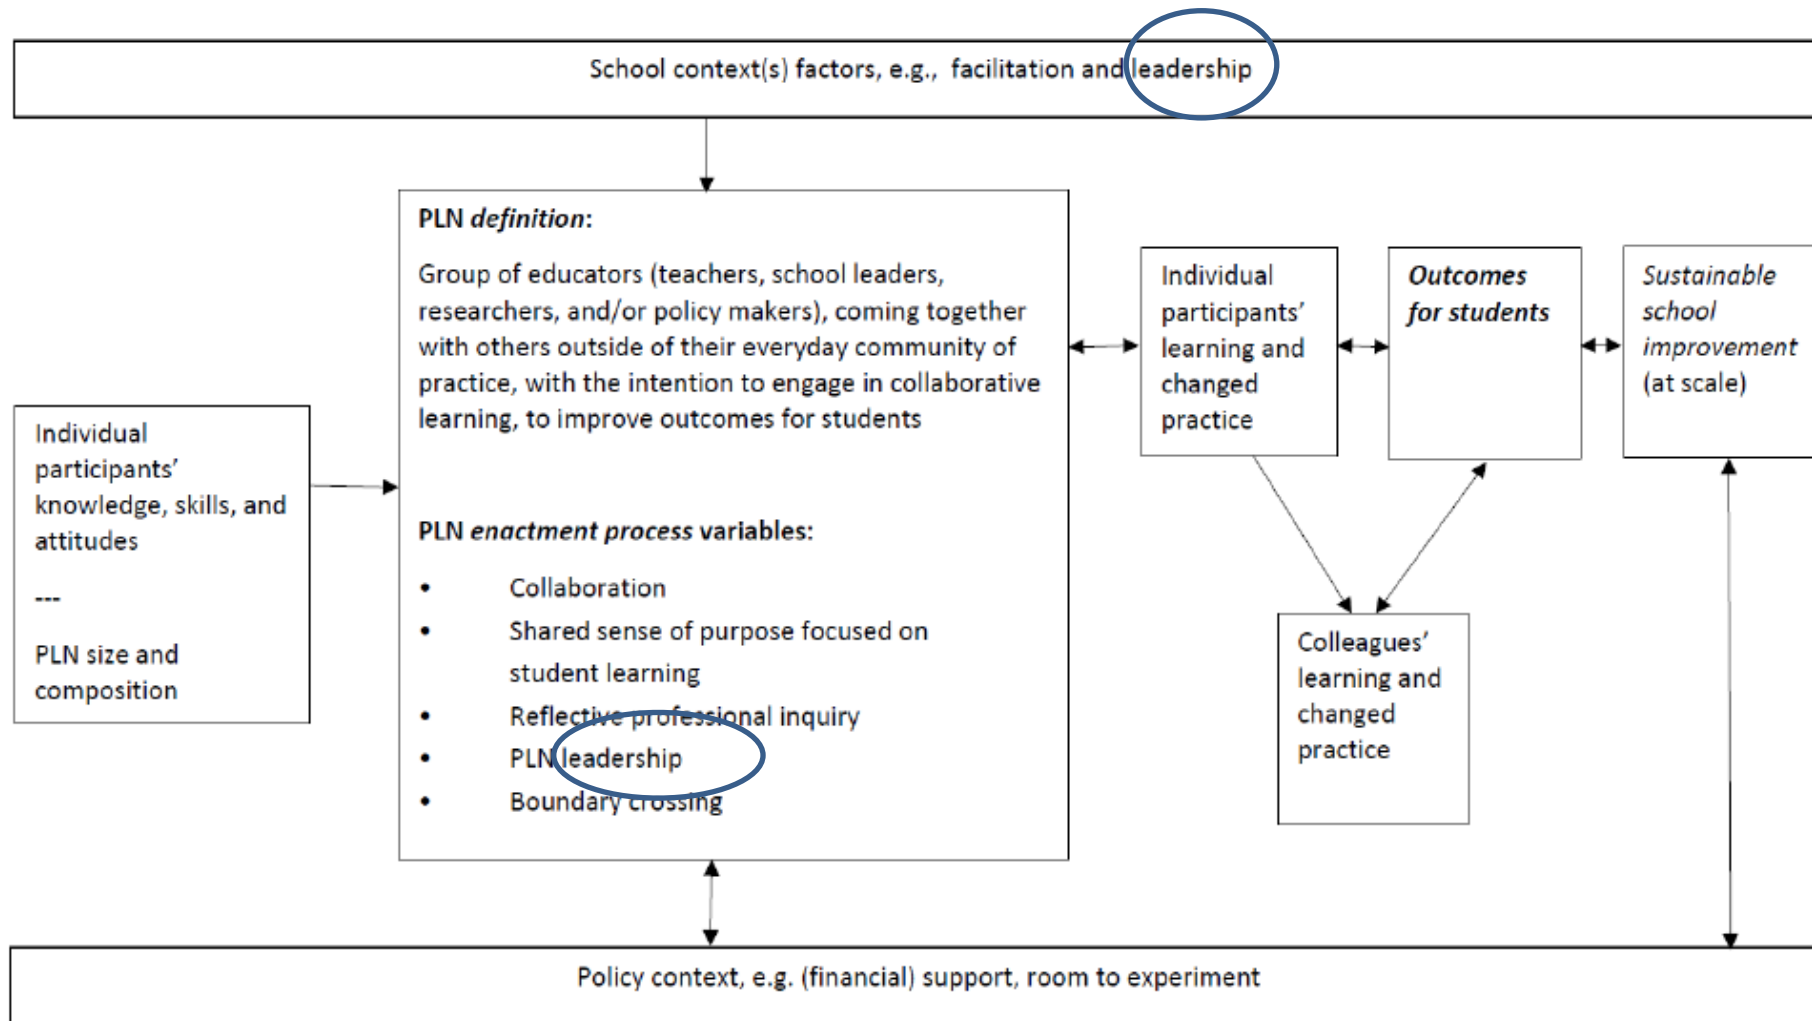 School context(s) factors, e.g., facilitation and leadership
PLN definition:
Group of educators (teachers, school leaders,
researchers, and/or policy makers), coming together
with others outside of their everyday community of
practice, with the intention to engage in collaborative
learning, to improve outcomes for students
PLN enactment process variables:
• Collaboration
• Shared sense of purpose focused on
student learning
• Reflective professional inquiry
• PLN leadership
• Boundary crossing
Individual
participants’
knowledge, skills, and
attitudes
---
PLN size and
composition
Individual
participants’
learning and
changed
practice
Outcomes
for students
Sustainable
school
improvement
(at scale)
Colleagues’
learning and
changed
practice
Policy context, e.g. (financial) support, room to experiment